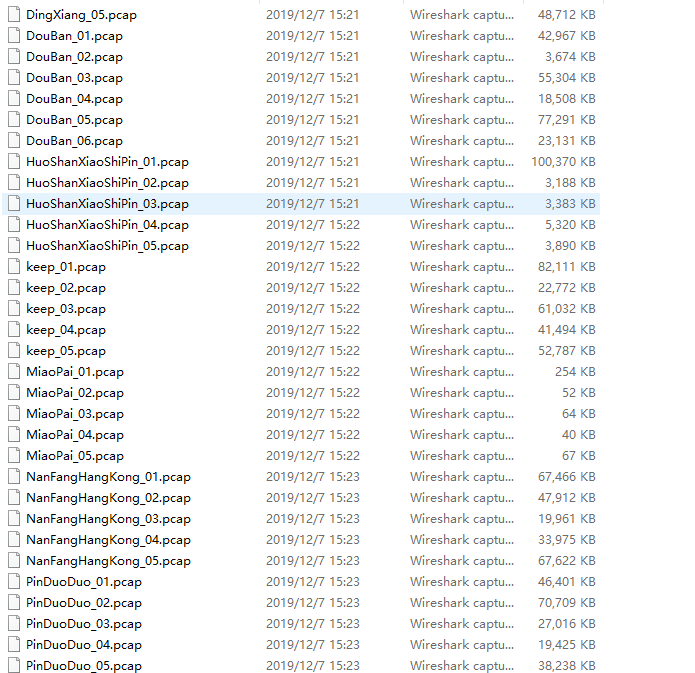 DingXiang_05.pcap 2019/12/7 15:21 Wireshark captu... 48,712 KB
DouBan_01.pcap 2019/12/7 15:21 Wireshark captu... 42,967 KB
DouBan_02.pcap 2019/12/7 15:21 Wireshark captu... 3,674 KB
DouBan_03.pcap 2019/12/7 15:21 Wireshark captu... 55,304 KB
DouBan_04.pcap 2019/12/7 15:21 Wireshark captu... 18,508 KB
DouBan_05.pcap 2019/12/7 15:21 Wireshark captu... 77,291 KB
DouBan_06.pcap 2019/12/7 15:21 Wireshark captu... 23,131 KB
HuoShanXiaoShiPin_01.pcap 2019/12/7 15:21 Wireshark captu... 100,370 KB
HuoShanXiaoShiPin_02.pcap 2019/12/7 15:21 Wireshark captu... 3,188 KB
HuoShanXiaoShiPin_03.pcap 2019/12/7 15:21 Wireshark captu... 3,383 KB
HuoShanXiaoShiPin_04.pcap 2019/12/7 15:22 Wireshark captu... 5,320 KB
HuoShanXiaoShiPin_05.pcap 2019/12/7 15:22 Wireshark captu... 3,890 KB
keep_01.pcap 2019/12/7 15:22 Wireshark captu... 82,111 KB
keep_02.pcap 2019/12/7 15:22 Wireshark captu... 22,772 KB
keep_03.pcap 2019/12/7 15:22 Wireshark captu... 61,032 KB
keep_04.pcap 2019/12/7 15:22 Wireshark captu... 41,494 KB
keep_05.pcap 2019/12/7 15:22 Wireshark captu... 52,787 KB
MiaoPai_01.pcap 2019/12/7 15:22 Wireshark captu... 254 KB
MiaoPai_02.pcap 2019/12/7 15:22 Wireshark captu... 52 KB
MiaoPai_03.pcap 2019/12/7 15:22 Wireshark captu... 64 KB
MiaoPai_04.pcap 2019/12/7 15:22 Wireshark captu... 40 KB
MiaoPai_05.pcap 2019/12/7 15:22 Wireshark captu... 67 KB
NanFangHangKong_01.pcap 2019/12/7 15:23 Wireshark captu... 67,466 KB
NanFangHangKong_02.pcap 2019/12/7 15:23 Wireshark captu... 47,912 KB
NanFangHangKong_03.pcap 2019/12/7 15:23 Wireshark captu... 19,961 KB
NanFangHangKong_04.pcap 2019/12/7 15:23 Wireshark captu... 33,975 KB
NanFangHangKong_05.pcap 2019/12/7 15:23 Wireshark captu... 67,622 KB
PinDuoDuo_01.pcap 2019/12/7 15:23 Wireshark captu... 46,401 KB
PinDuoDuo_02.pcap 2019/12/7 15:23 Wireshark captu... 70,709 KB
PinDuoDuo_03.pcap 2019/12/7 15:23 Wireshark captu... 27,016 KB
PinDuoDuo_04.pcap 2019/12/7 15:23 Wireshark captu... 19,425 KB
PinDuoDuo_05.pcap 2019/12/7 15:23 Wireshark captu... 38,238 KB